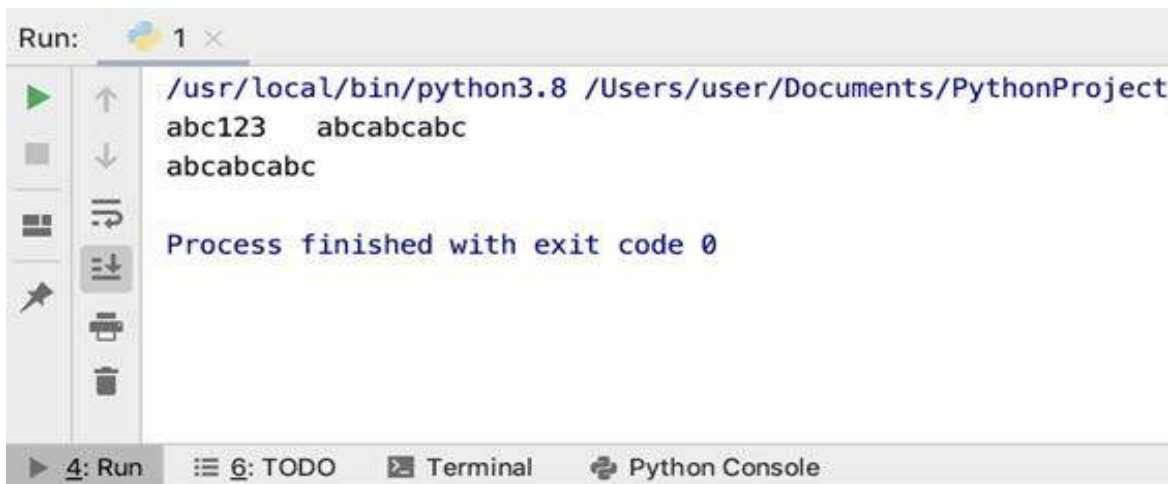 Run: 1
/usr/local/bin/python3.8 /Users/user/Documents/PythonProject
abc123   abcabcabc
abcabcabc
Process finished with exit code 0
4: Run 6: TODO Terminal Python Console